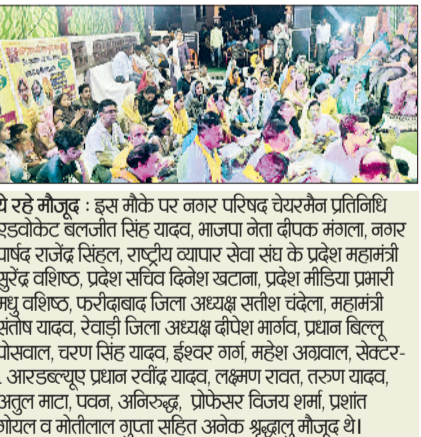 ये रहे मौजूद : इस मौके पर नगर परिषद चेयरमैन प्रतिनिधि
एडवोकेट बलजीत सिंह यादव, भाजपा नेता दीपक मंगला, नगर
पार्षद राजेंद्र सिंहल, राष्ट्रीय व्यापार सेवा संघ के प्रदेश महामंत्री
सुरेंद्र वशिष्ठ, प्रदेश सचिव दिनेश खटाना, प्रदेश मीडिया प्रभारी
मधु वशिष्ठ, फरीदाबाद जिला अध्यक्ष सतीश चंदेला, महामंत्री
संतोष यादव, रेवाड़ी जिला अध्यक्ष दीपेश भार्गव, प्रधान बिल्लू
पोसवाल, चरण सिंह यादव, ईश्वर गर्ग, महेश अग्रवाल, सेक्टर-
आरडब्ल्यूए प्रधान रवींद्र यादव, लक्ष्मण रावत, तरुण यादव,
अतुल माटा, पवन, अनिरुद्ध, प्रोफेसर विजय शर्मा, प्रशांत
गोयल व मोतीलाल गुप्ता सहित अनेक श्रद्धालु मौजूद थे।